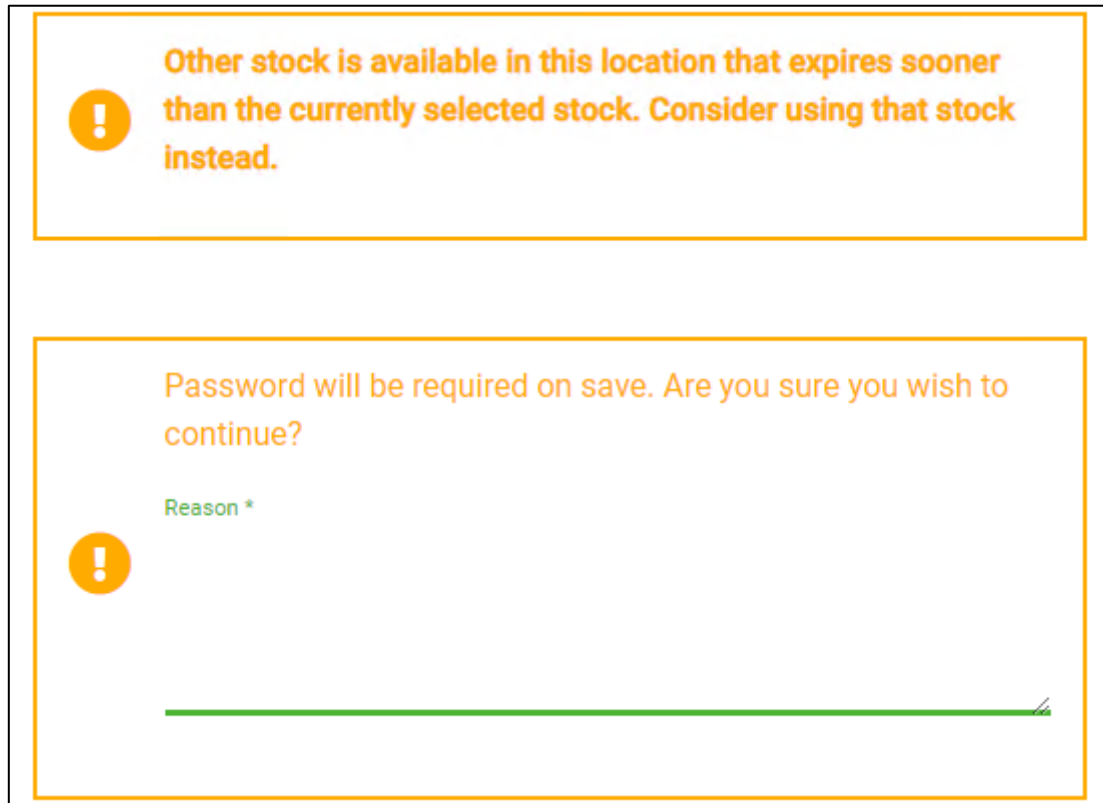 Other stock is available in this location that expires sooner
than the currently selected stock. Consider using that stock
instead.
Password will be required on save. Are you sure you wish to
continue?
Reason *